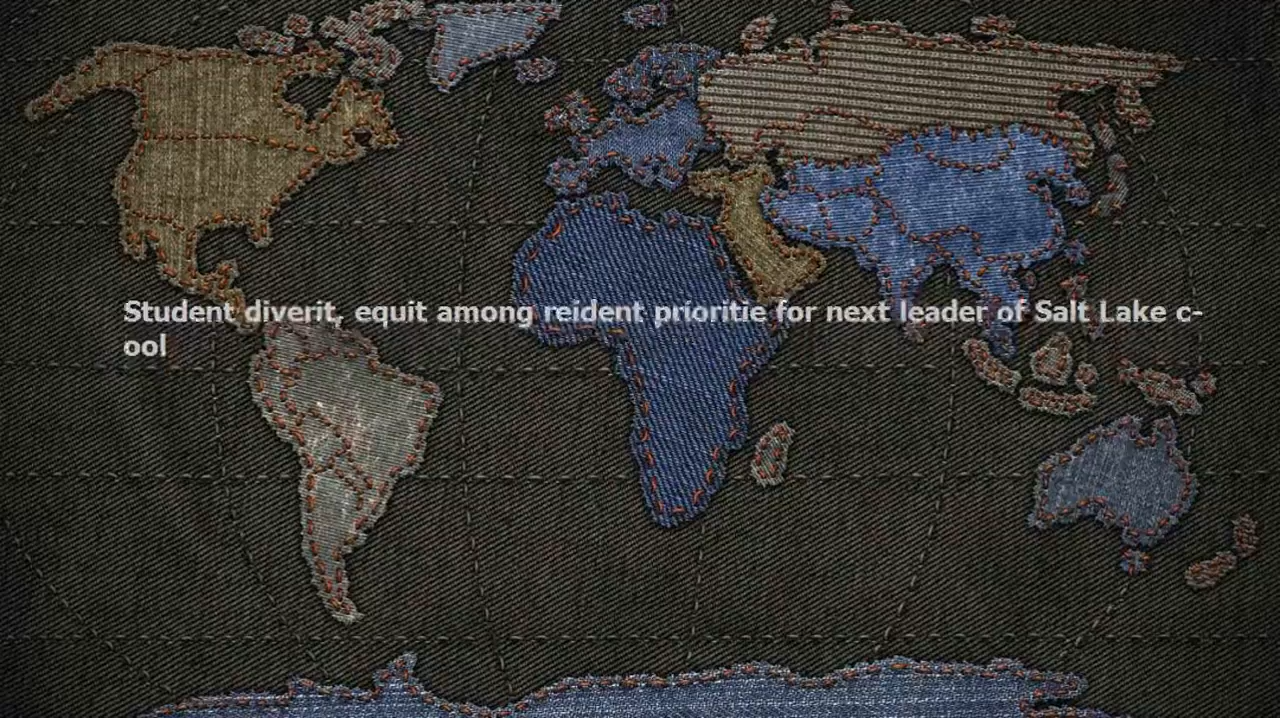 Student diverit, equit among reident prioritie for next leader of Salt Lake c-
ool